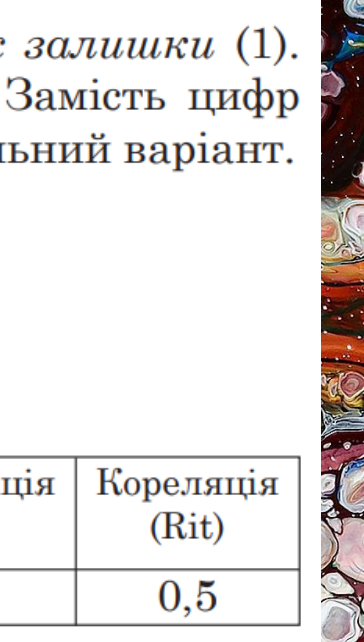 залишки (1).
Замість цифр
льний варіант.
ція
Кореляція
(Rit)
0,5